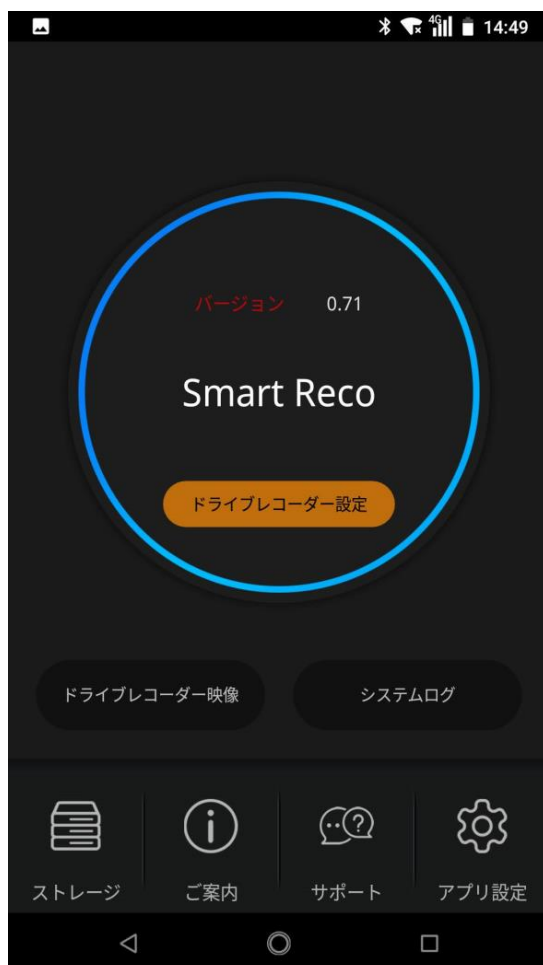 4G 14:49
バージョン 0.71
Smart Reco
ドライブレコーダー設定
ドライブレコーダー映像 システムログ
ストレージ ご案内 サポート アプリ設定